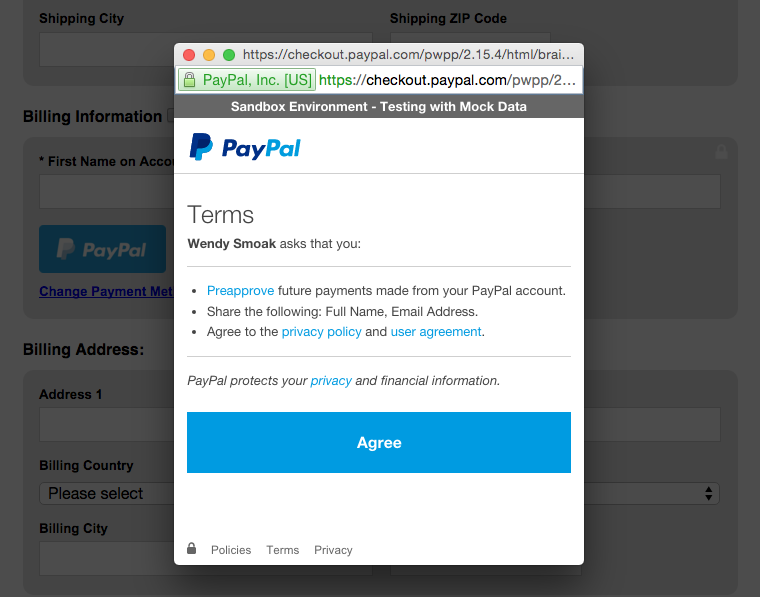 Shipping City
Shipping ZIP Code
https://checkout.paypal.com/pwpp/2.15.4/html/brai...
PayPal, Inc. [US] https://checkout.paypal.com/pwpp/2...
Sandbox Environment - Testing with Mock Data
Billing Information
PayPal
* First Name on Accou
Terms
Wendy Smoak asks that you:
PayPal
Preapprove future payments made from your PayPal account.
Change Payment Met
Share the following: Full Name, Email Address.
Agree to the privacy policy and user agreement.
Billing Address:
PayPal protects your privacy and financial information.
Address 1
Agree
Billing Country
Please select
Billing City
Policies Terms Privacy